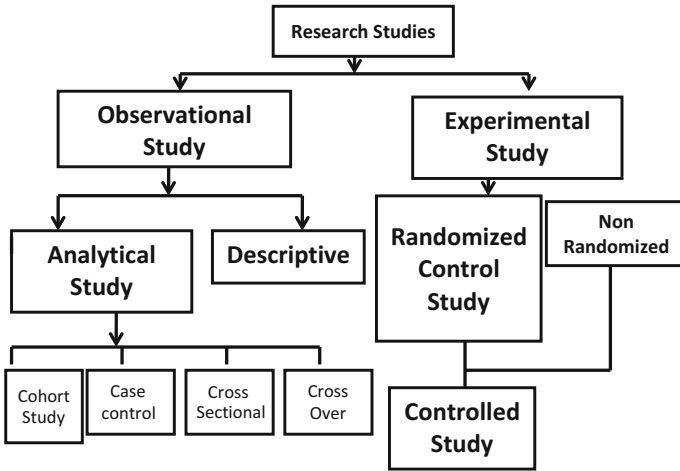 Research Studies
Observational
Study
Experimental
Study
Analytical
Study
Descriptive
Randomized
Control
Study
Non
Randomized
Cohort
Study
Case
control
Cross
Sectional
Cross
Over
Controlled
Study